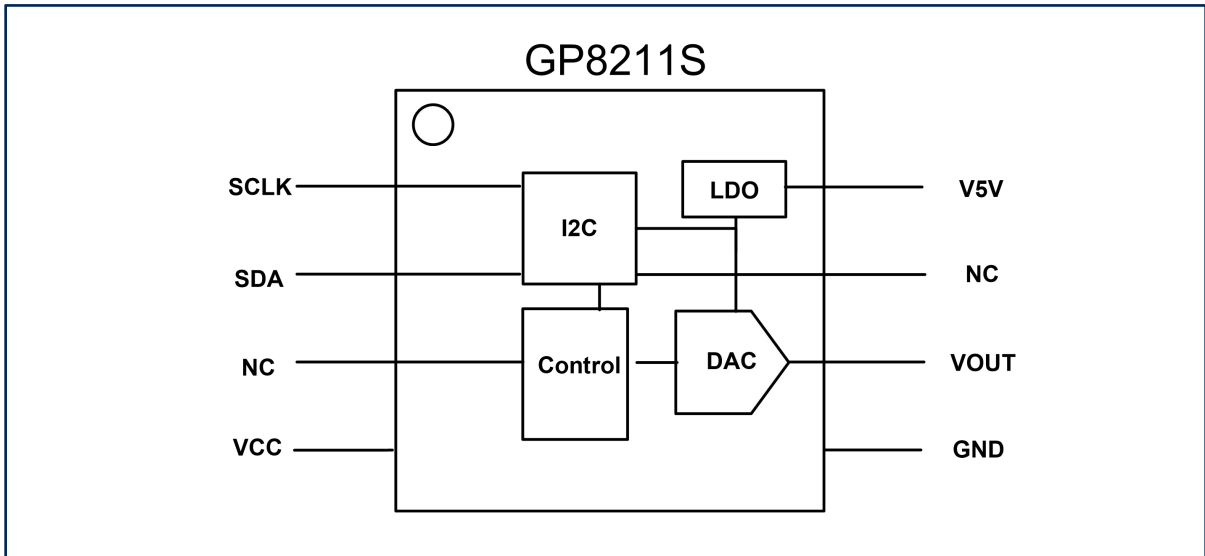 GP8211S
SCLK
LDO
V5V
I2C
SDA
NC
NC
Control
DAC
VOUT
VCC
GND